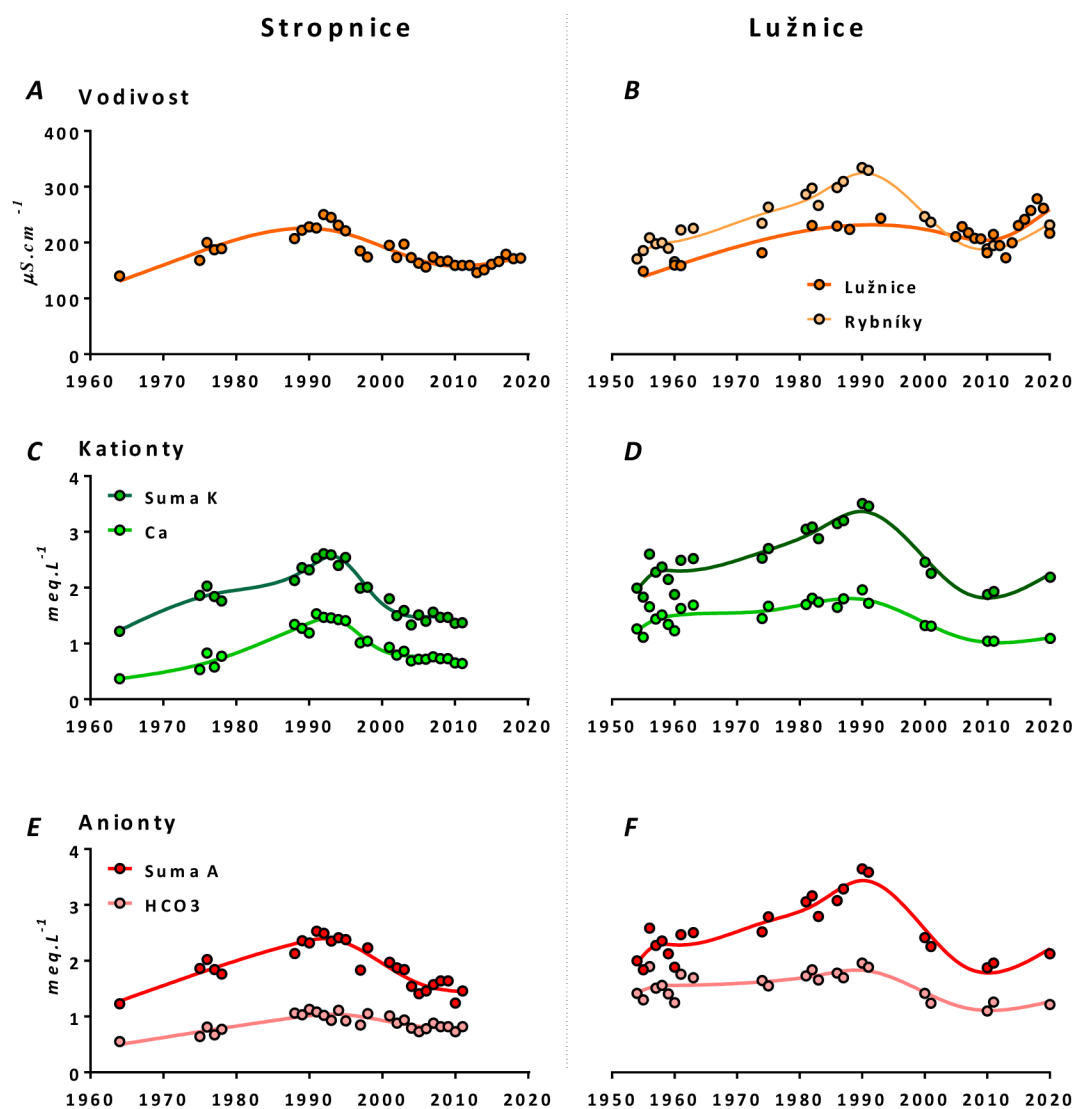 Stropnice
Lužnice
A
Vodivost
B
400
300
200
100
0
µS.cm -1
Lužnice
Rybníky
1960 1970 1980 1990 2000 2010 2020
1950 1960 1970 1980 1990 2000 2010 2020
C
Kationty
D
4
3
2
1
0
meq.L-1
Suma K
Ca
1960 1970 1980 1990 2000 2010 2020
1950 1960 1970 1980 1990 2000 2010 2020
E
Anionty
F
4
3
2
1
0
meq.L-1
Suma A
HCO3
1960 1970 1980 1990 2000 2010 2020
1950 1960 1970 1980 1990 2000 2010 2020